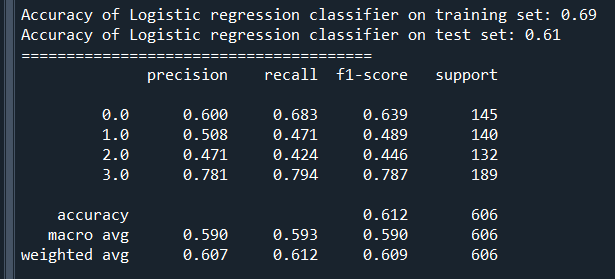 Accuracy of Logistic regression classifier on training set: 0.69
Accuracy of Logistic regression classifier on test set: 0.61
=======================================
precision recall f1-score support
0.0 0.600 0.683 0.639 145
1.0 0.508 0.471 0.489 140
2.0 0.471 0.424 0.446 132
3.0 0.781 0.794 0.787 189
accuracy 0.612 606
macro avg 0.590 0.593 0.590 606
weighted avg 0.607 0.612 0.609 606